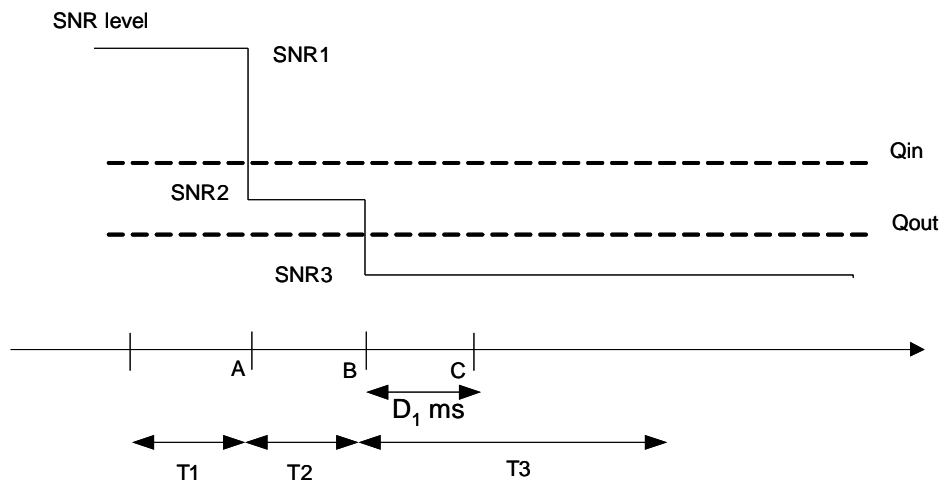 SNR level
SNR1
Qin
SNR2
Qout
SNR3
A
B
C
D₁ ms
T1
T2
T3